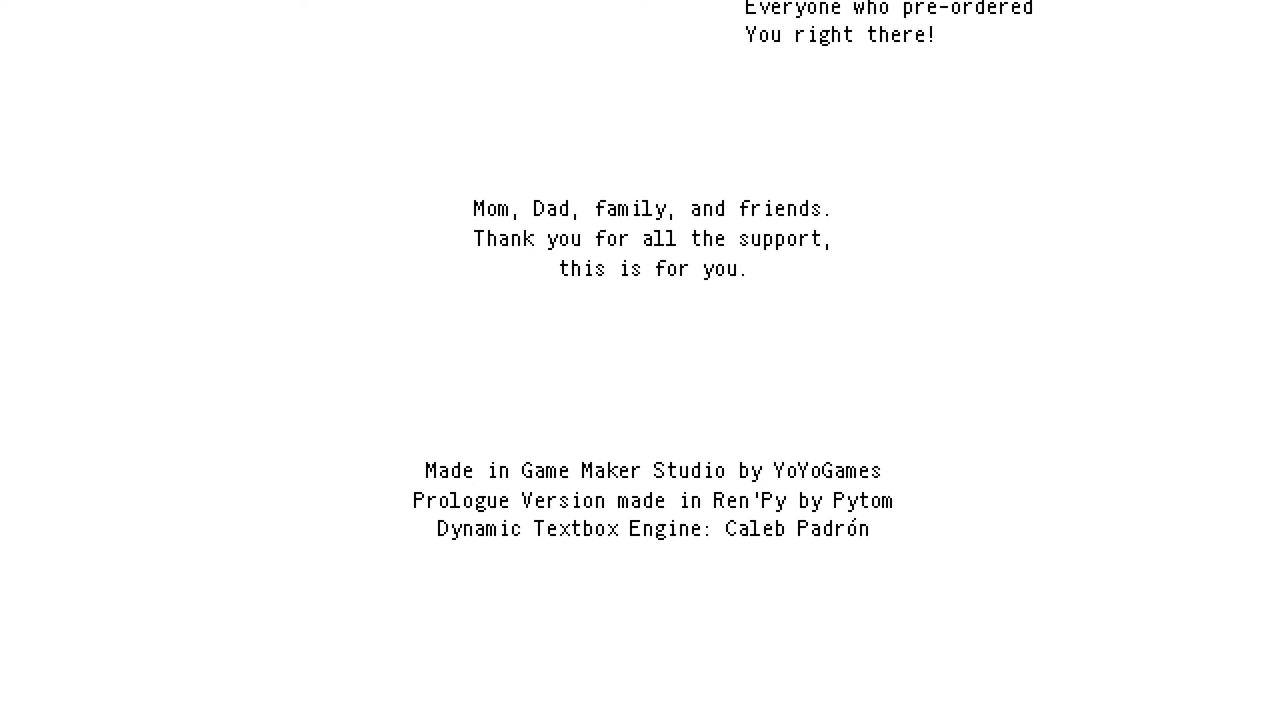 Everyone who pre-ordered
You right there!
Mom, Dad, family, and friends.
Thank you for all the support,
this is for you.
Made in Game Maker Studio by YoYoGames
Prologue Version made in Ren'Py by Pytom
Dynamic Textbox Engine: Caleb Padrón